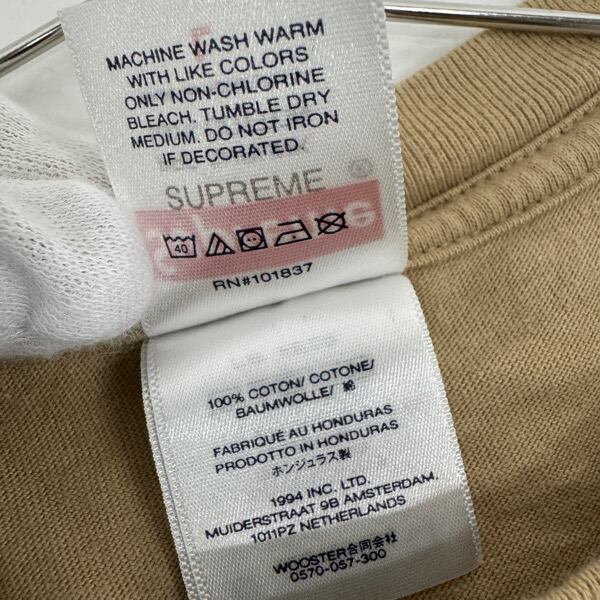 MACHINE WASH WARM
WITH LIKE COLORS
ONLY NON-CHLORINE
BLEACH. TUMBLE DRY
MEDIUM. DO NOT IRON
IF DECORATED.
SUPREME
40
RN#101837
100% COTON/ COTONE/
BAUMWOLLE/ 綿
FABRIQUÉ AU HONDURAS
PRODOTTO IN HONDURAS
ホンジュラス製
1994 INC. LTD.
MUIDERSTRAAT 9B AMSTERDAM,
1011PZ NETHERLANDS
WOOSTER合同会社
0570-057-300